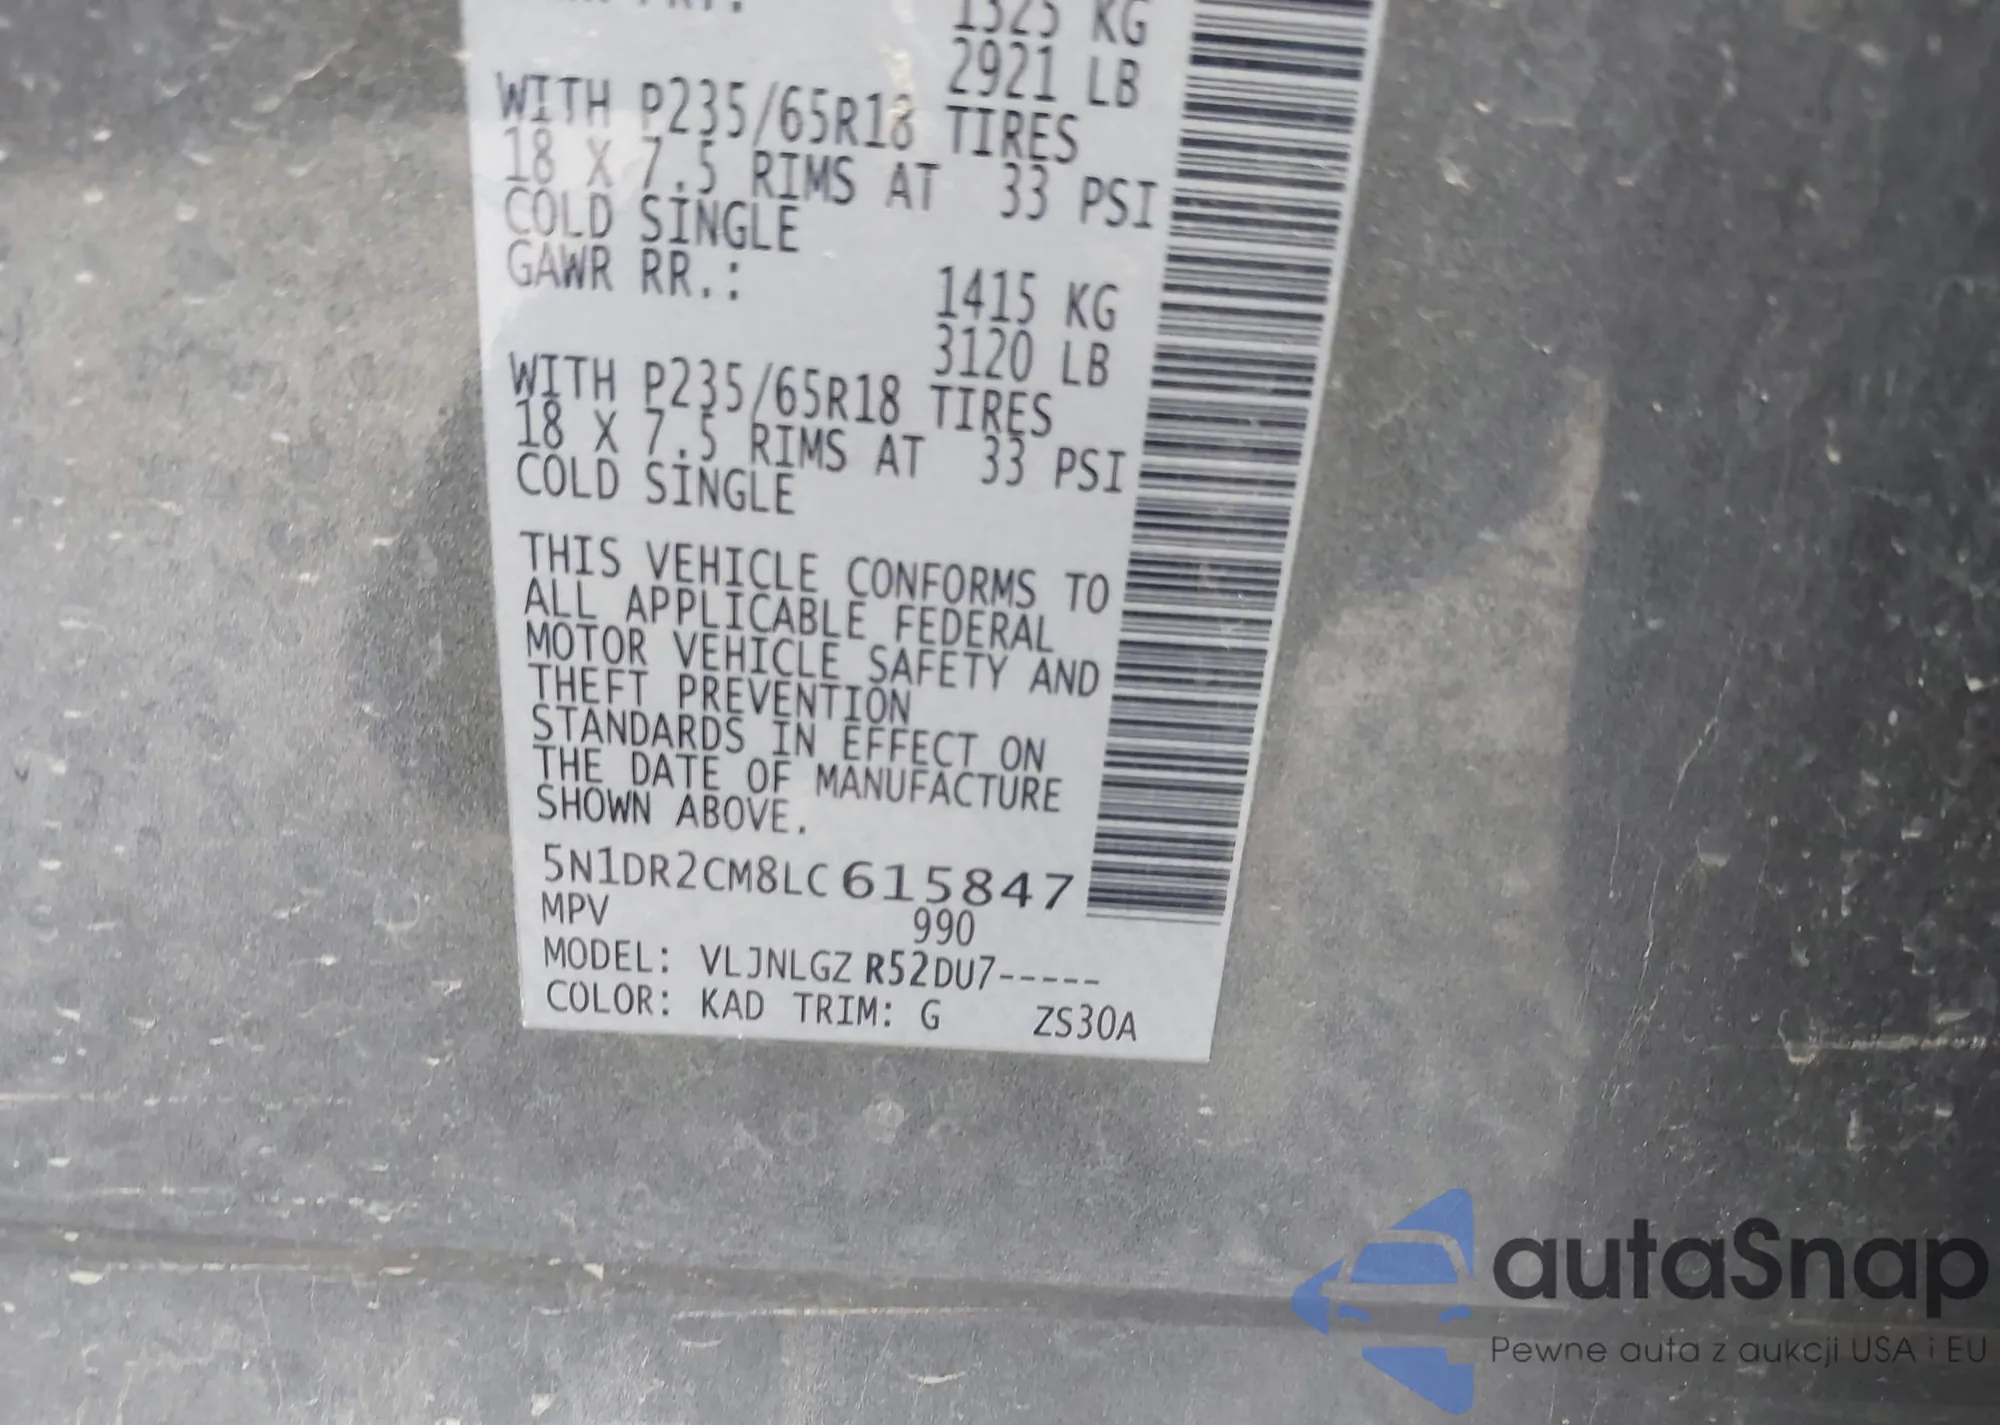 1325 KG
2921 LB
WITH P235/65R18 TIRES
18 X 7.5 RIMS AT 33 PSI
COLD SINGLE
GAWR RR.:
1415 KG
3120 LB
WITH P235/65R18 TIRES
18 X 7.5 RIMS AT 33 PSI
COLD SINGLE
THIS VEHICLE CONFORMS TO
ALL APPLICABLE FEDERAL
MOTOR VEHICLE SAFETY AND
THEFT PREVENTION
STANDARDS IN EFFECT ON
THE DATE OF MANUFACTURE
SHOWN ABOVE.
5N1DR2CM8LC615847
MPV 990
MODEL: VLJNLGZ R52DU7-----
COLOR: KAD TRIM: G ZS30A
autaSnap
Pewne auta z aukcji USA i EU